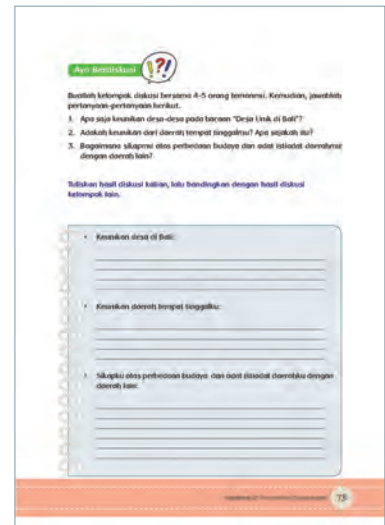 Ayo Berdiskusi
Buatlah kelompok diskusi bersama 4-5 orang temanmu. Kemudian, jawablah
pertanyaan-pertanyaan berikut.
1. Apa saja keunikan desa-desa pada bacaan "Desa Unik di Bali"?
2. Adakah keunikan dari daerah tempat tinggalmu? Apa sajakah itu?
3. Bagaimana sikapmu atas perbedaan budaya dan adat istiadat daerahmu
dengan daerah lain?
Tuliskan hasil diskusi kalian, lalu bandingkan dengan hasil diskusi
kelompok lain.
• Keunikan desa di Bali:
• Keunikan daerah tempat tinggalku:
• Sikapku atas perbedaan budaya dan adat istiadat daerahku dengan
daerah lain:
73